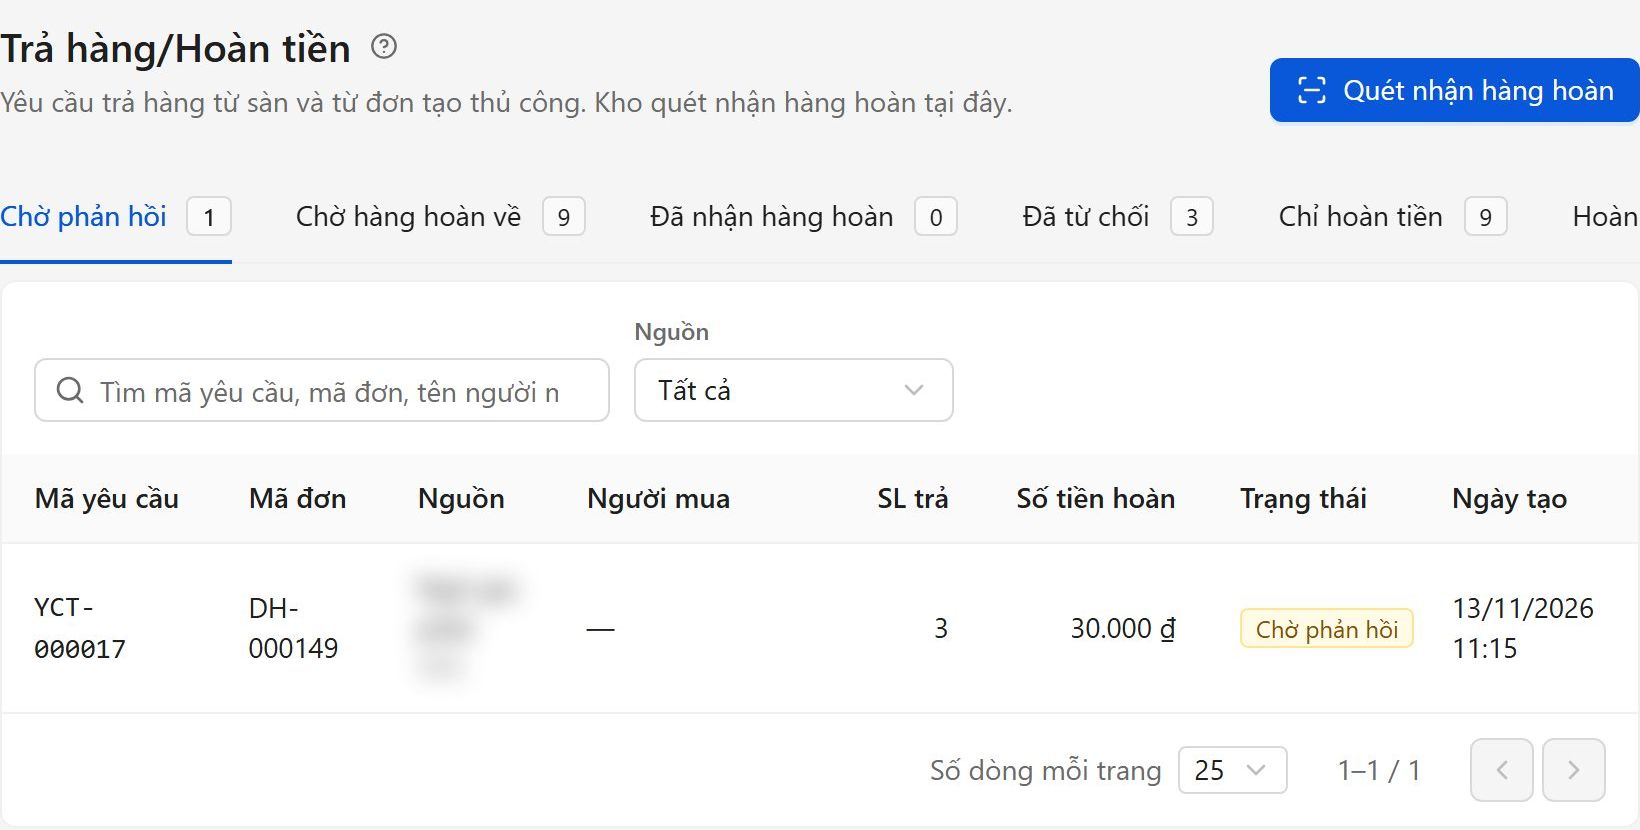 Trả hàng/Hoàn tiền
Yêu cầu trả hàng từ sàn và từ đơn tạo thủ công. Kho quét nhận hàng hoàn tại đây.
Quét nhận hàng hoàn
Chờ phản hồi 1 Chờ hàng hoàn về 9 Đã nhận hàng hoàn 0 Đã từ chối 3 Chỉ hoàn tiền 9 Hoàn
Nguồn
Tìm mã yêu cầu, mã đơn, tên người n
Tất cả
Mã yêu cầu Mã đơn Nguồn Người mua SL trả Số tiền hoàn Trạng thái Ngày tạo
YCT-000017 DH-000149 — 3 30.000 ₫ Chờ phản hồi 13/11/2026 11:15
Số dòng mỗi trang 25 1–1 / 1